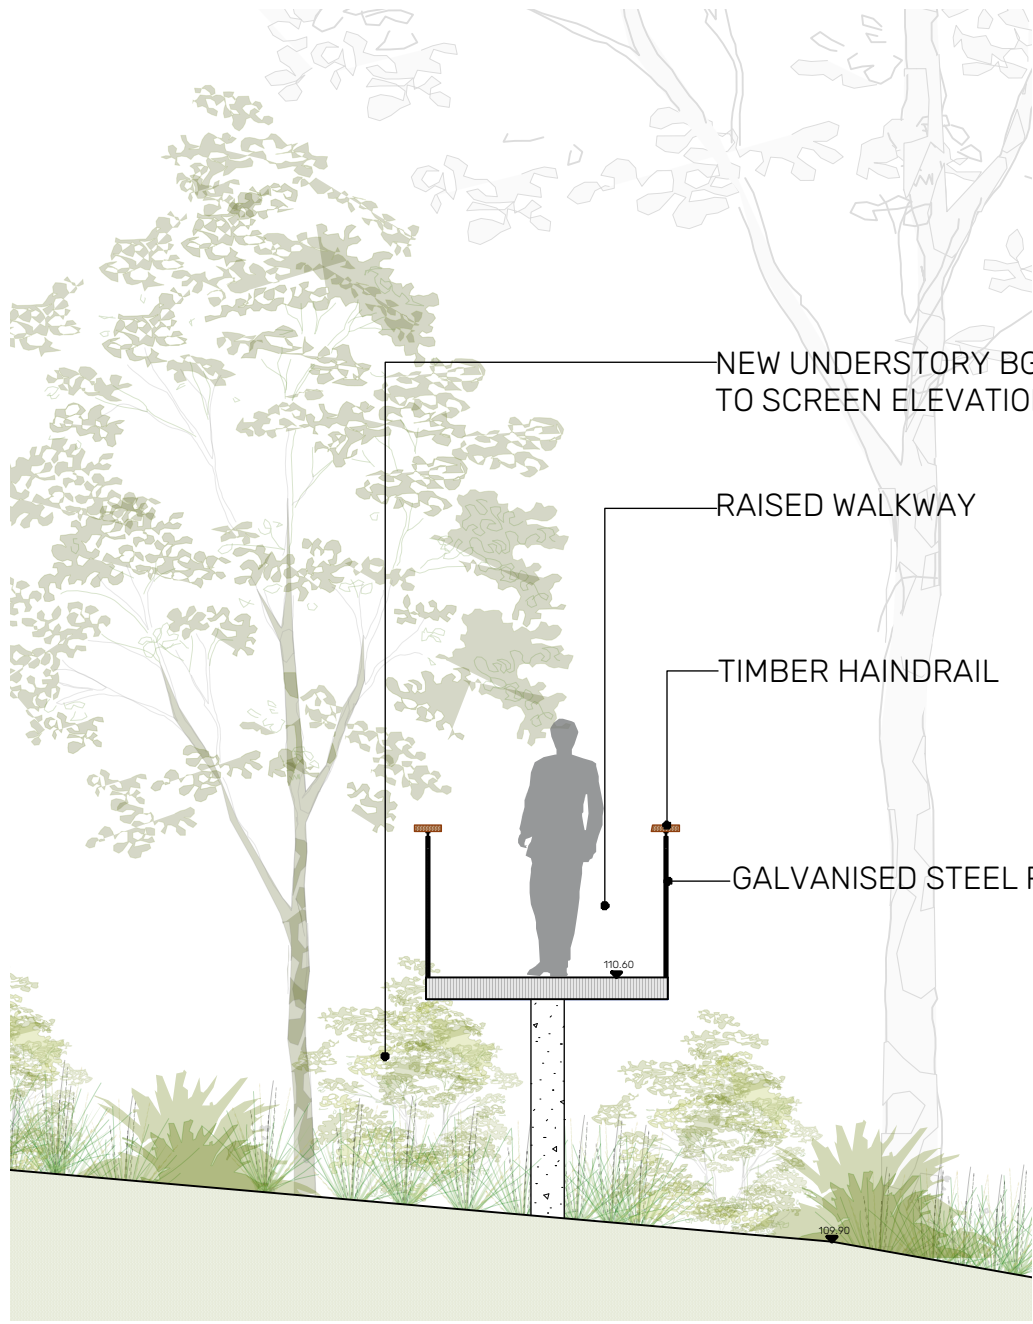 NEW UNDERSTORY BG
TO SCREEN ELEVATIO
RAISED WALKWAY
TIMBER HAINDRAIL
GALVANISED STEEL
110.60
109.90